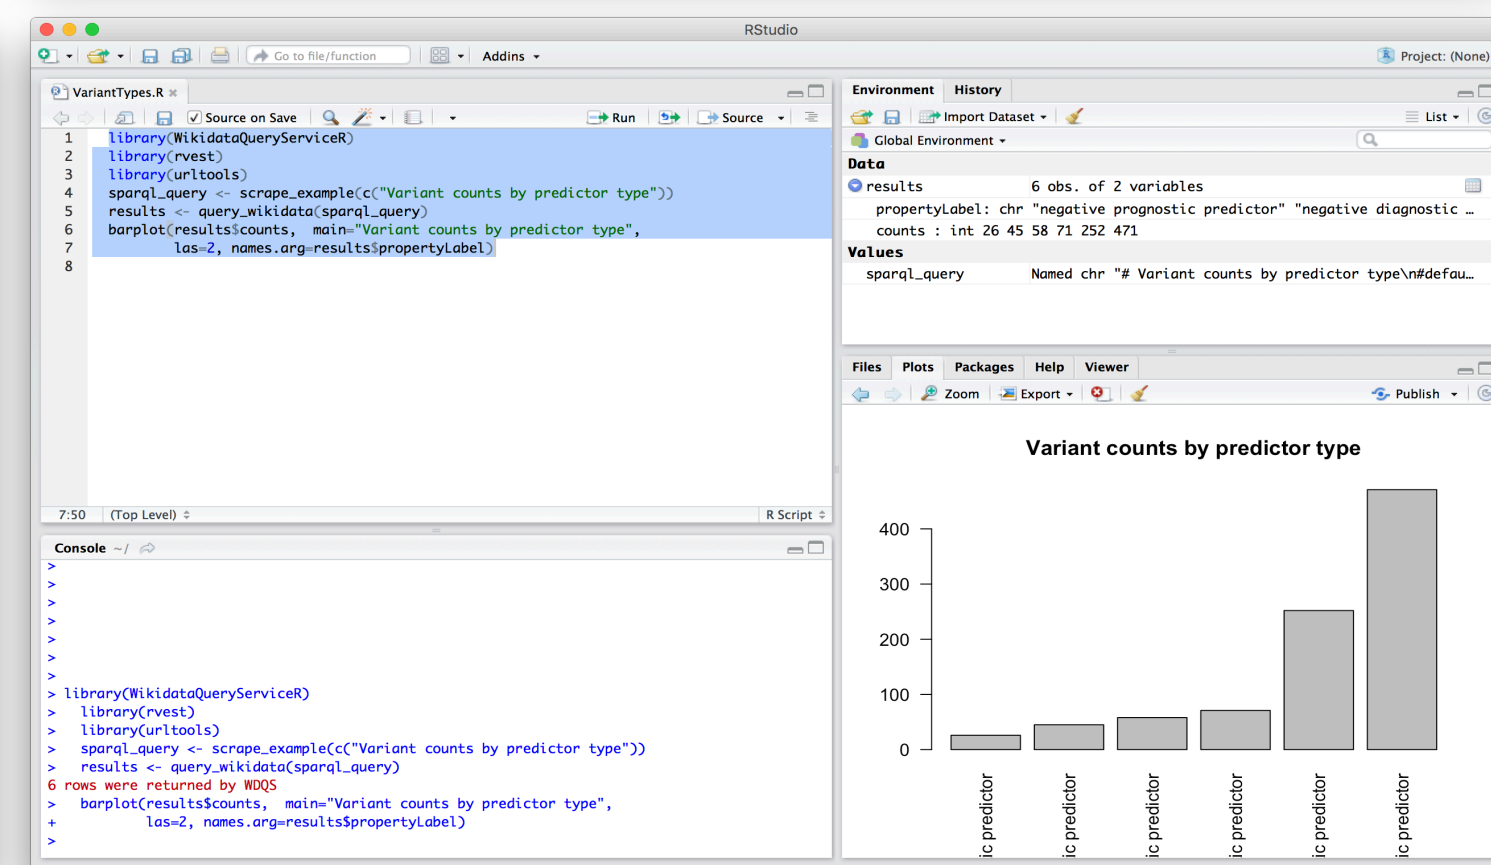 RStudio
Go to file/function
Addins
Project: (None)
VariantTypes.R
Source on Save
Run
Source
1 library(WikidataQueryServiceR)
2 library(rvest)
3 library(urltools)
4 sparql_query <- scrape_example(c("Variant counts by predictor type"))
5 results <- query_wikidata(sparql_query)
6 barplot(results$counts,  main="Variant counts by predictor type",
7         las=2, names.arg=results$propertyLabel)
8
7:50 (Top Level) R Script
Console ~/
>
>
>
>
>
>
>
> library(WikidataQueryServiceR)
>   library(rvest)
>   library(urltools)
>   sparql_query <- scrape_example(c("Variant counts by predictor type"))
>   results <- query_wikidata(sparql_query)
6 rows were returned by WDQS
>   barplot(results$counts,  main="Variant counts by predictor type",
+           las=2, names.arg=results$propertyLabel)
>
Environment History
Import Dataset List
Global Environment
Data
results 6 obs. of 2 variables
propertyLabel: chr "negative prognostic predictor" "negative diagnostic …
counts : int 26 45 58 71 252 471
Values
sparql_query Named chr "# Variant counts by predictor type\n#defau…
Files Plots Packages Help Viewer
Zoom Export Publish
Variant counts by predictor type
400
300
200
100
0
ic predictor
ic predictor
ic predictor
ic predictor
ic predictor
ic predictor